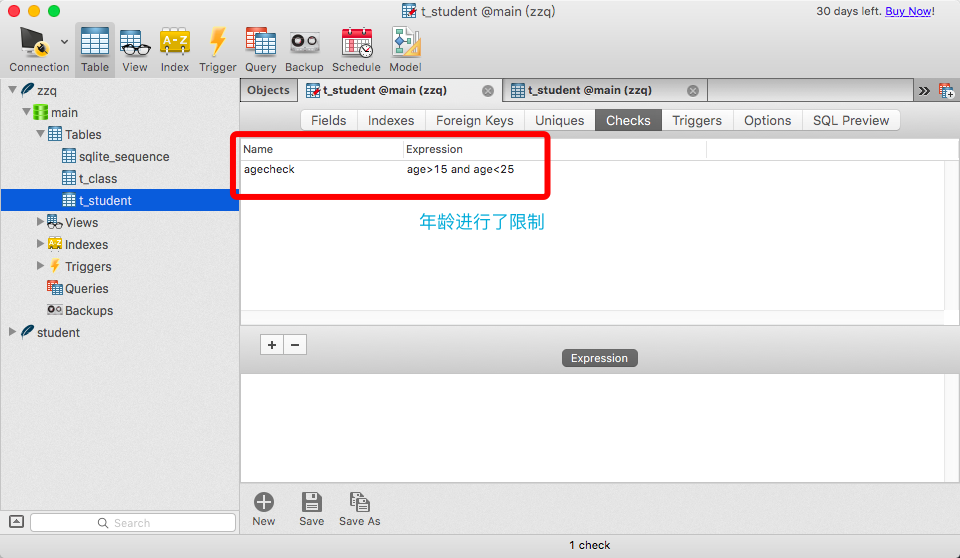 t_student @main (zzq)
30 days left. Buy Now!
Connection Table View Index Trigger Query Backup Schedule Model
zzq
main
Tables
sqlite_sequence
t_class
t_student
Views
Indexes
Triggers
Queries
Backups
student
Search
Objects t_student @main (zzq) t_student @main (zzq)
Fields Indexes Foreign Keys Uniques Checks Triggers Options SQL Preview
Name Expression
agecheck age>15 and age<25
年龄进行了限制
+ −
Expression
New Save Save As
1 check